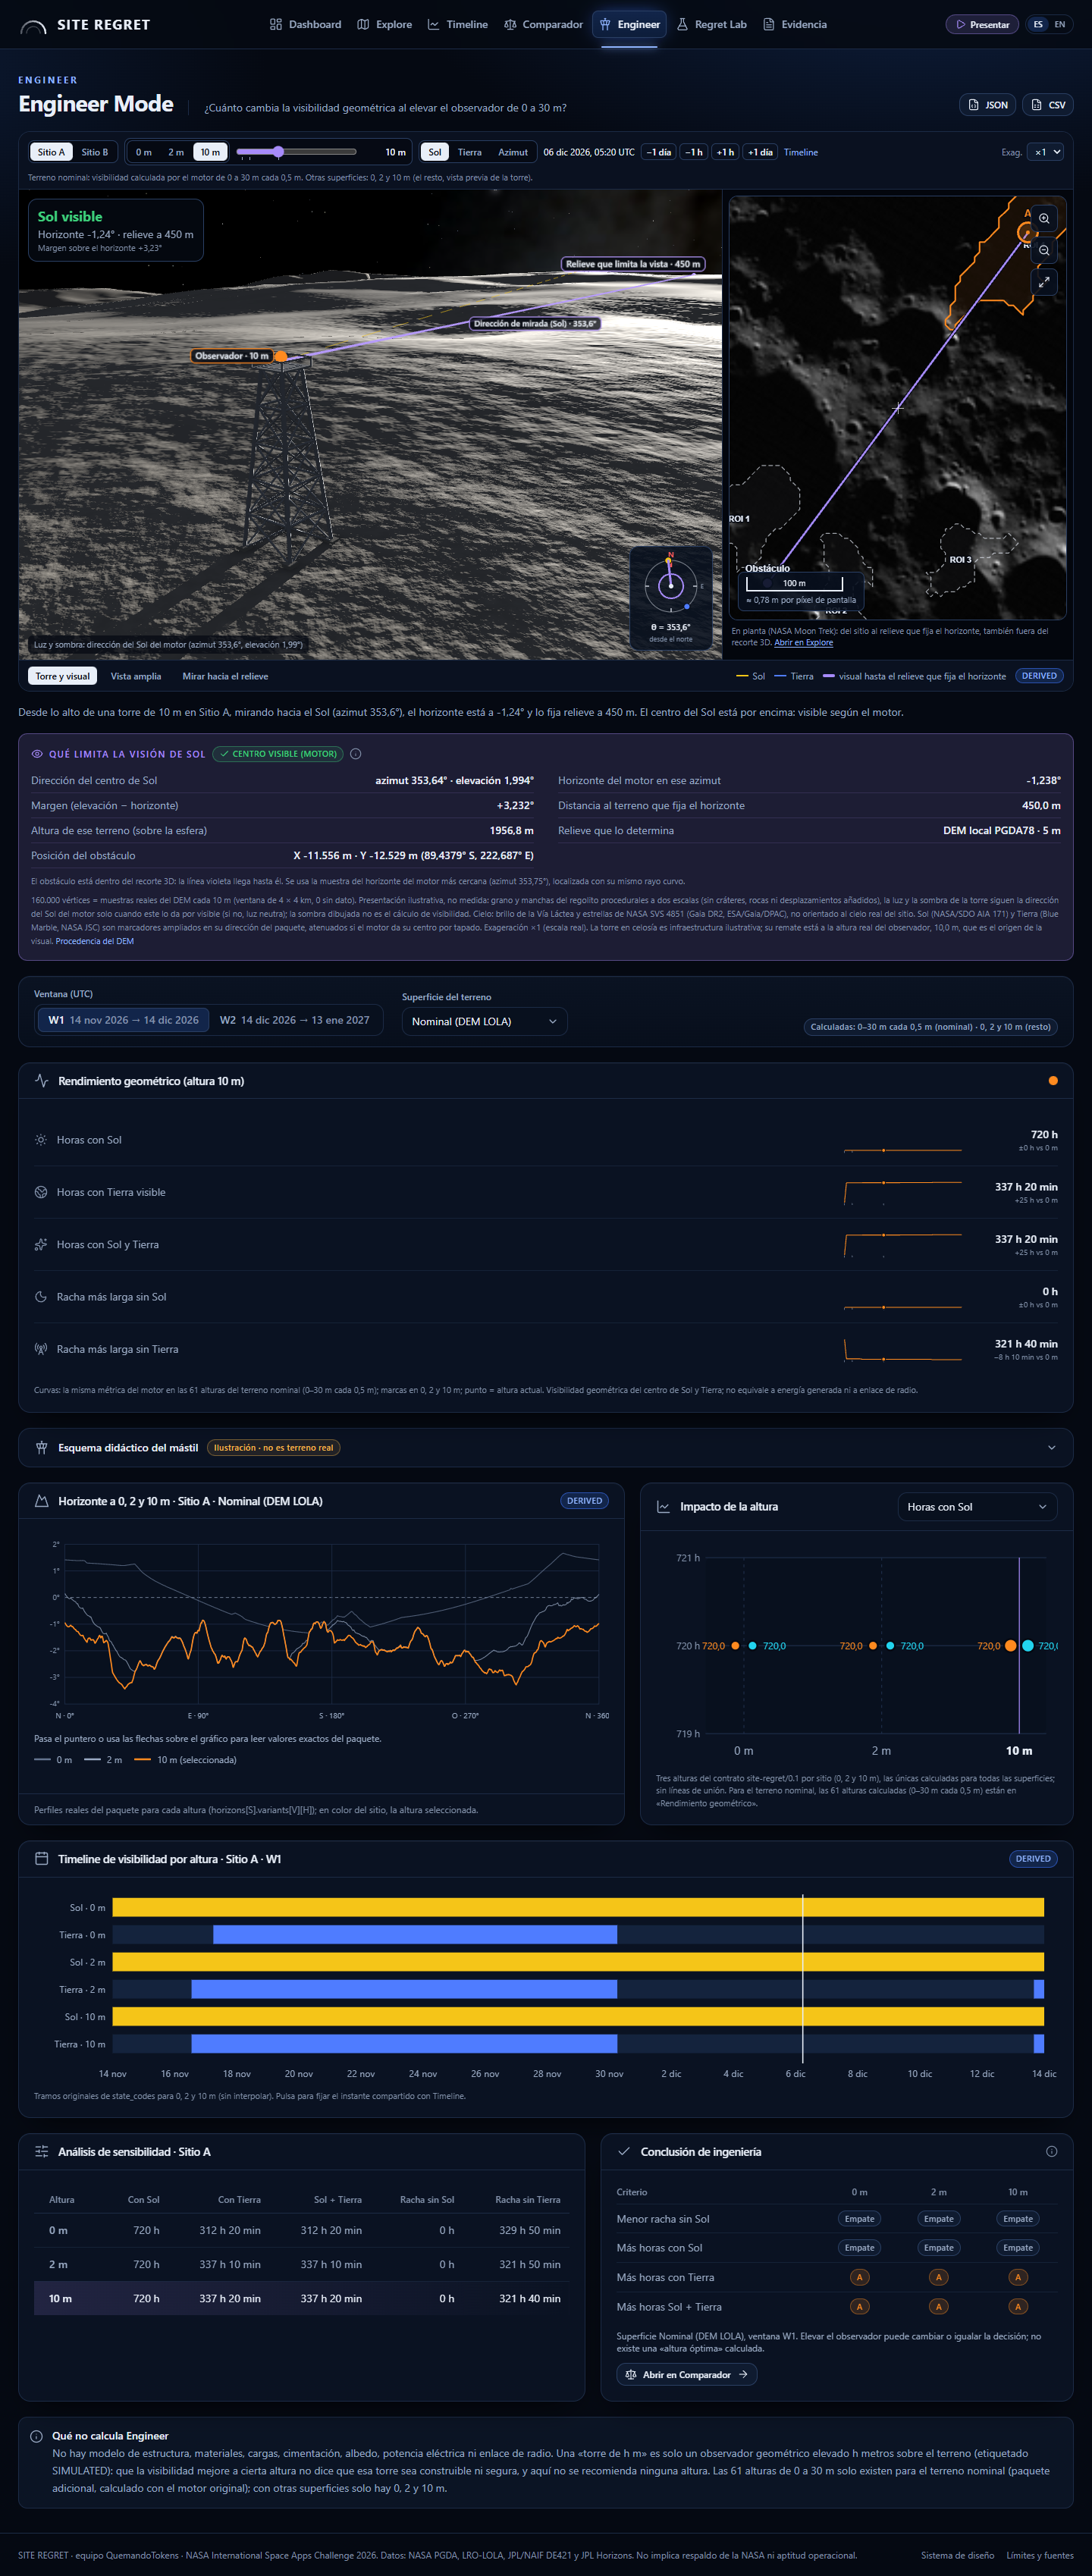 SITE REGRET
Dashboard
Explore
Timeline
Comparador
Engineer
Regret Lab
Evidencia
Presentar
ES
EN
ENGINEER
Engineer Mode
¿Cuánto cambia la visibilidad geométrica al elevar el observador de 0 a 30 m?
JSON
CSV
Sitio A
Sitio B
0 m
2 m
10 m
10 m
Sol
Tierra
Azimut
06 dic 2026, 05:20 UTC
−1 día
−1 h
+1 h
+1 día
Timeline
Exag.
×1
Terreno nominal: visibilidad calculada por el motor de 0 a 30 m cada 0,5 m. Otras superficies: 0, 2 y 10 m (el resto, vista previa de la torre).
Sol visible
Horizonte -1,24° · relieve a 450 m
Margen sobre el horizonte +3,23°
Relieve que limita la vista · 450 m
Dirección de mirada (Sol) · 353,6°
Observador · 10 m
N
E
θ = 353,6°
desde el norte
Luz y sombra: dirección del Sol del motor (azimut 353,6°, elevación 1,99°)
A
ROI 1
ROI 3
Obstáculo
100 m
≈ 0,78 m por píxel de pantalla
ROI 2
En planta (NASA Moon Trek): del sitio al relieve que fija el horizonte, también fuera del
recorte 3D. Abrir en Explore
Torre y visual
Vista amplia
Mirar hacia el relieve
Sol
Tierra
visual hasta el relieve que fija el horizonte
DERIVED
Desde lo alto de una torre de 10 m en Sitio A, mirando hacia el Sol (azimut 353,6°), el horizonte está a -1,24° y lo fija relieve a 450 m. El centro del Sol está por encima: visible según el motor.
QUÉ LIMITA LA VISIÓN DE SOL
CENTRO VISIBLE (MOTOR)
Dirección del centro de Sol
azimut 353,64° · elevación 1,994°
Horizonte del motor en ese azimut
-1,238°
Margen (elevación − horizonte)
+3,232°
Distancia al terreno que fija el horizonte
450,0 m
Altura de ese terreno (sobre la esfera)
1956,8 m
Relieve que lo determina
DEM local PGDA78 · 5 m
Posición del obstáculo
X -11.556 m · Y -12.529 m (89,4379° S, 222,687° E)
El obstáculo está dentro del recorte 3D: la línea violeta llega hasta él. Se usa la muestra del horizonte del motor más cercana (azimut 353,75°), localizada con su mismo rayo curvo.
160.000 vértices = muestras reales del DEM cada 10 m (ventana de 4 × 4 km, 0 sin dato). Presentación ilustrativa, no medida: grano y manchas del regolito procedurales a dos escalas (sin cráteres, rocas ni desplazamientos añadidos), la luz y la sombra de la torre siguen la dirección
del Sol del motor solo cuando este lo da por visible (si no, luz neutra); la sombra dibujada no es el cálculo de visibilidad. Cielo: brillo de la Vía Láctea y estrellas de NASA SVS 4851 (Gaia DR2, ESA/Gaia/DPAC), no orientado al cielo real del sitio. Sol (NASA/SDO AIA 171) y Tierra (Blue
Marble, NASA JSC) son marcadores ampliados en su dirección del paquete, atenuados si el motor da su centro por tapado. Exageración ×1 (escala real). La torre en celosía es infraestructura ilustrativa; su remate está a la altura real del observador, 10,0 m, que es el origen de la
visual. Procedencia del DEM
Ventana (UTC)
W1 14 nov 2026 → 14 dic 2026
W2 14 dic 2026 → 13 ene 2027
Superficie del terreno
Nominal (DEM LOLA)
Calculadas: 0–30 m cada 0,5 m (nominal) · 0, 2 y 10 m (resto)
Rendimiento geométrico (altura 10 m)
Horas con Sol
720 h
±0 h vs 0 m
Horas con Tierra visible
337 h 20 min
+25 h vs 0 m
Horas con Sol y Tierra
337 h 20 min
+25 h vs 0 m
Racha más larga sin Sol
0 h
±0 h vs 0 m
Racha más larga sin Tierra
321 h 40 min
−8 h 10 min vs 0 m
Curvas: la misma métrica del motor en las 61 alturas del terreno nominal (0–30 m cada 0,5 m); marcas en 0, 2 y 10 m; punto = altura actual. Visibilidad geométrica del centro de Sol y Tierra; no equivale a energía generada ni a enlace de radio.
Esquema didáctico del mástil
Ilustración · no es terreno real
Horizonte a 0, 2 y 10 m · Sitio A · Nominal (DEM LOLA)
DERIVED
2°
1°
0°
-1°
-2°
-3°
-4°
N · 0°
E · 90°
S · 180°
O · 270°
N · 360
Pasa el puntero o usa las flechas sobre el gráfico para leer valores exactos del paquete.
0 m
2 m
10 m (seleccionada)
Perfiles reales del paquete para cada altura (horizons[S].variants[V][H]); en color del sitio, la altura seleccionada.
Impacto de la altura
Horas con Sol
721 h
720 h
720,0
720,0
720,0
720,0
720,0
720,(
719 h
0 m
2 m
10 m
Tres alturas del contrato site-regret/0.1 por sitio (0, 2 y 10 m), las únicas calculadas para todas las superficies;
sin líneas de unión. Para el terreno nominal, las 61 alturas calculadas (0–30 m cada 0,5 m) están en
«Rendimiento geométrico».
Timeline de visibilidad por altura · Sitio A · W1
DERIVED
Sol · 0 m
Tierra · 0 m
Sol · 2 m
Tierra · 2 m
Sol · 10 m
Tierra · 10 m
14 nov
16 nov
18 nov
20 nov
22 nov
24 nov
26 nov
28 nov
30 nov
2 dic
4 dic
6 dic
8 dic
10 dic
12 dic
14 dic
Tramos originales de state_codes para 0, 2 y 10 m (sin interpolar). Pulsa para fijar el instante compartido con Timeline.
Análisis de sensibilidad · Sitio A
Altura
Con Sol
Con Tierra
Sol + Tierra
Racha sin Sol
Racha sin Tierra
0 m
720 h
312 h 20 min
312 h 20 min
0 h
329 h 50 min
2 m
720 h
337 h 10 min
337 h 10 min
0 h
321 h 50 min
10 m
720 h
337 h 20 min
337 h 20 min
0 h
321 h 40 min
Conclusión de ingeniería
Criterio
0 m
2 m
10 m
Menor racha sin Sol
Empate
Empate
Empate
Más horas con Sol
Empate
Empate
Empate
Más horas con Tierra
A
A
A
Más horas Sol + Tierra
A
A
A
Superficie Nominal (DEM LOLA), ventana W1. Elevar el observador puede cambiar o igualar la decisión; no
existe una «altura óptima» calculada.
Abrir en Comparador
Qué no calcula Engineer
No hay modelo de estructura, materiales, cargas, cimentación, albedo, potencia eléctrica ni enlace de radio. Una «torre de h m» es solo un observador geométrico elevado h metros sobre el terreno (etiquetado
SIMULATED): que la visibilidad mejore a cierta altura no dice que esa torre sea construible ni segura, y aquí no se recomienda ninguna altura. Las 61 alturas de 0 a 30 m solo existen para el terreno nominal (paquete
adicional, calculado con el motor original); con otras superficies solo hay 0, 2 y 10 m.
SITE REGRET · equipo QuemandoTokens · NASA International Space Apps Challenge 2026. Datos: NASA PGDA, LRO-LOLA, JPL/NAIF DE421 y JPL Horizons. No implica respaldo de la NASA ni aptitud operacional.
Sistema de diseño
Límites y fuentes